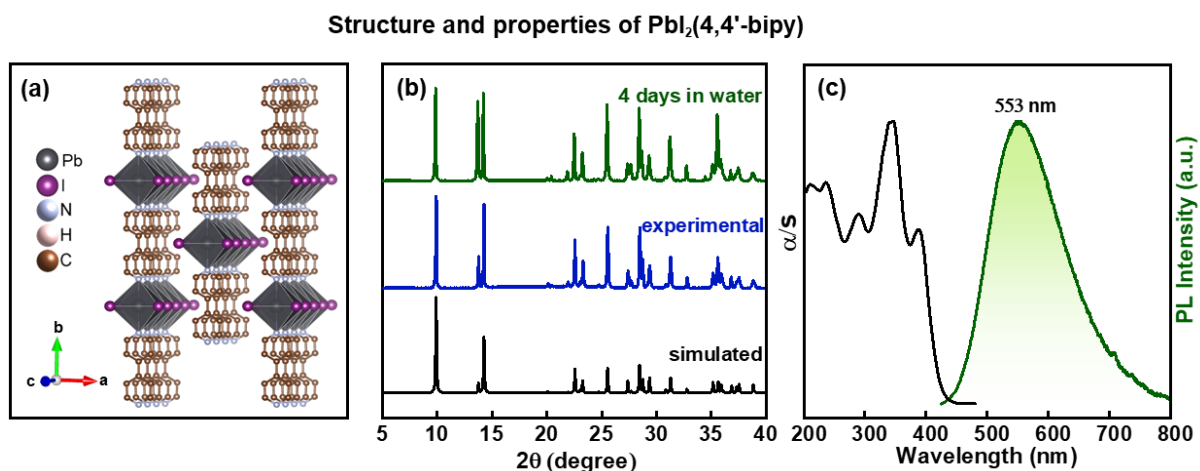 Structure and properties of PbI₂(4,4'-bipy)
(a)
Pb
I
N
H
C
b
c
a
(b)
4 days in water
experimental
simulated
5 10 15 20 25 30 35 40
2θ (degree)
(c)
553 nm
α/s
PL Intensity (a.u.)
200 300 400 500 600 700 800
Wavelength (nm)